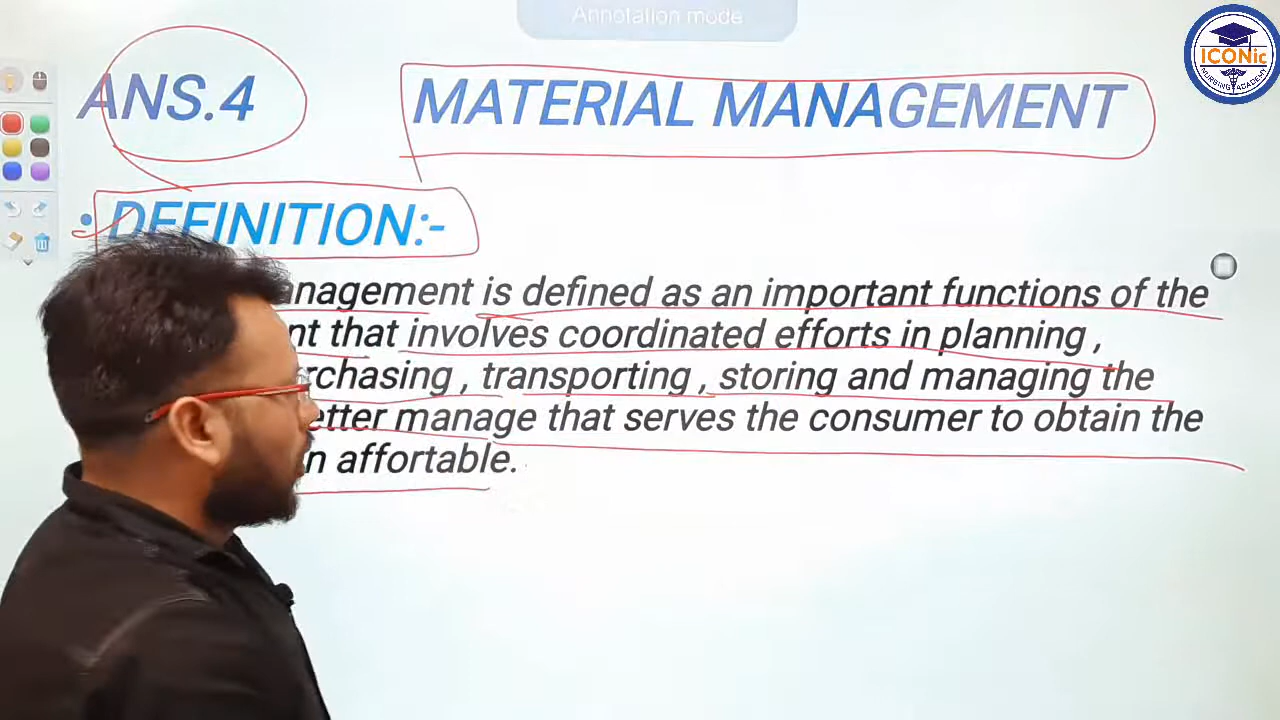 Annotation mode
ICONic
NURSING ACADEMY
ANS.4 MATERIAL MANAGEMENT
• DEFINITION:-
anagement is defined as an important functions of the
nt that involves coordinated efforts in planning ,
rchasing , transporting , storing and managing the
etter manage that serves the consumer to obtain the
n affortable.